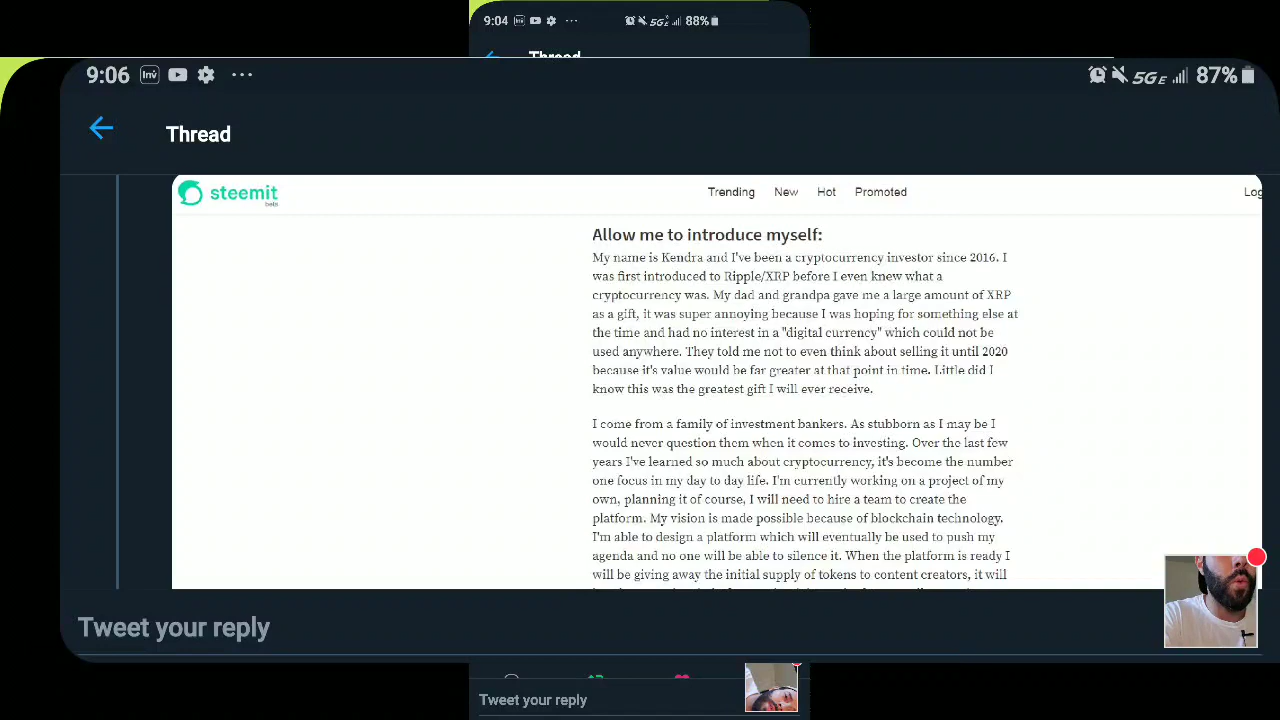 9:04 88%
Thread
9:06 Inv 5GE 87%
Thread
steemit
beta
Trending New Hot Promoted Log
Allow me to introduce myself:
My name is Kendra and I've been a cryptocurrency investor since 2016. I
was first introduced to Ripple/XRP before I even knew what a
cryptocurrency was. My dad and grandpa gave me a large amount of XRP
as a gift, it was super annoying because I was hoping for something else at
the time and had no interest in a "digital currency" which could not be
used anywhere. They told me not to even think about selling it until 2020
because it's value would be far greater at that point in time. Little did I
know this was the greatest gift I will ever receive.
I come from a family of investment bankers. As stubborn as I may be I
would never question them when it comes to investing. Over the last few
years I've learned so much about cryptocurrency, it's become the number
one focus in my day to day life. I'm currently working on a project of my
own, planning it of course, I will need to hire a team to create the
platform. My vision is made possible because of blockchain technology.
I'm able to design a platform which will eventually be used to push my
agenda and no one will be able to silence it. When the platform is ready I
will be giving away the initial supply of tokens to content creators, it will
Tweet your reply
Tweet your reply